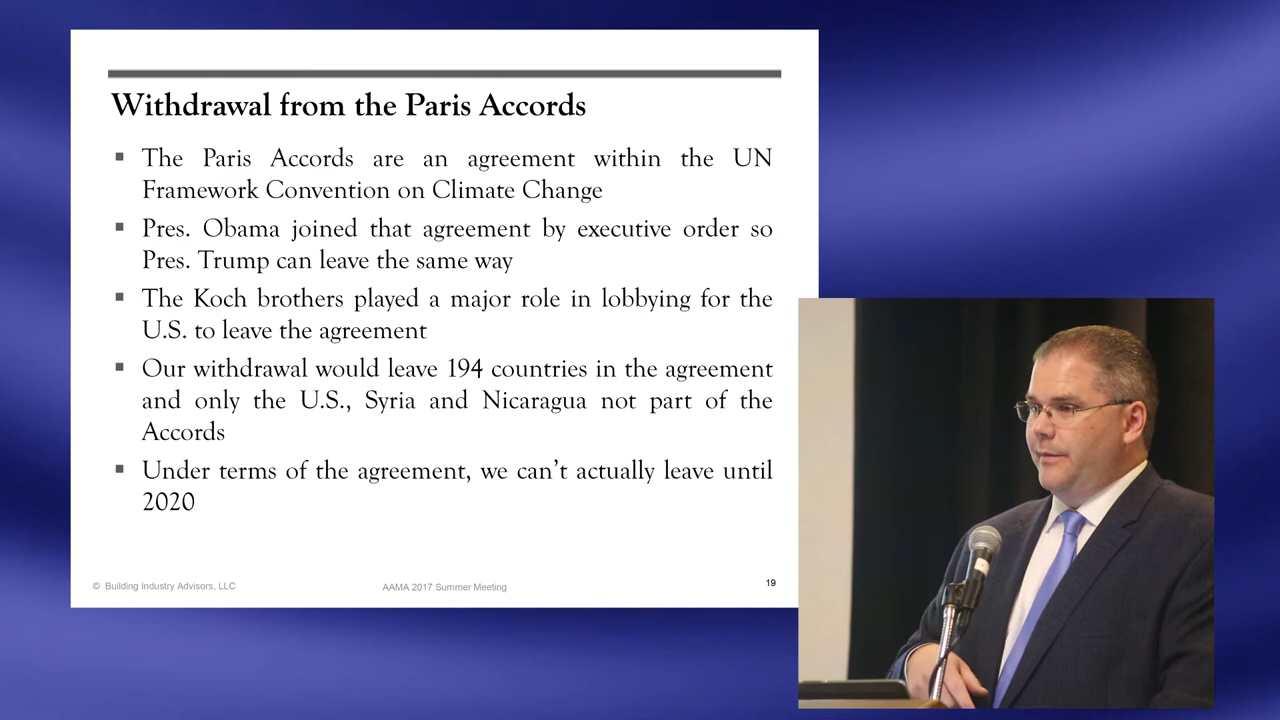 Withdrawal from the Paris Accords
▪ The Paris Accords are an agreement within the UN
Framework Convention on Climate Change
▪ Pres. Obama joined that agreement by executive order so
Pres. Trump can leave the same way
▪ The Koch brothers played a major role in lobbying for the
U.S. to leave the agreement
▪ Our withdrawal would leave 194 countries in the agreement
and only the U.S., Syria and Nicaragua not part of the
Accords
▪ Under terms of the agreement, we can’t actually leave until
2020
© Building Industry Advisors, LLC
AAMA 2017 Summer Meeting
19